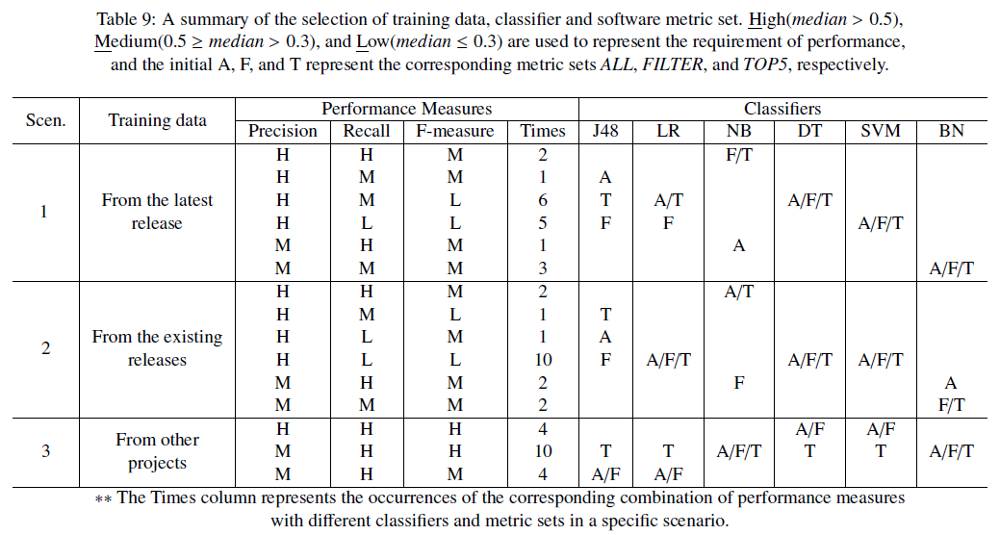 Table 9: A summary of the selection of training data, classifier and software metric set. High(median > 0.5),
Medium(0.5 ≥ median > 0.3), and Low(median ≤ 0.3) are used to represent the requirement of performance,
and the initial A, F, and T represent the corresponding metric sets ALL, FILTER, and TOP5, respectively.
Scen. Training data Performance Measures Classifiers
Precision Recall F-measure Times J48 LR NB DT SVM BN
1 From the latest release
H H M 2 F/T
H M M 1 A
H M L 6 T A/T A/F/T
H L L 5 F F A/F/T
M H M 1 A
M M M 3 A/F/T
2 From the existing releases
H H M 2 A/T
H M L 1 T
H L M 1 A
H L L 10 F A/F/T A/F/T A/F/T
M H M 2 F A
M M M 2 F/T
3 From other projects
H H H 4 A/F A/F
M H H 10 T T A/F/T T T A/F/T
M H M 4 A/F A/F
** The Times column represents the occurrences of the corresponding combination of performance measures
with different classifiers and metric sets in a specific scenario.